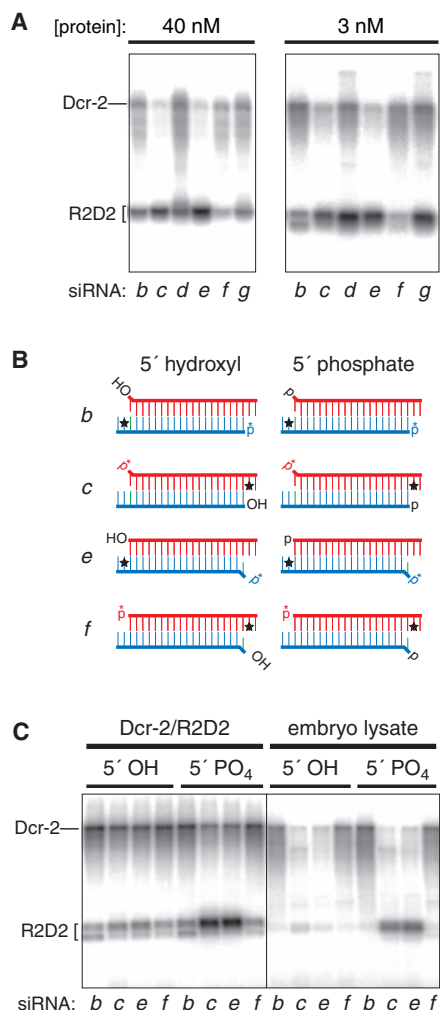 A
[protein]: 40 nM 3 nM
Dcr-2
R2D2 [
siRNA: b c d e f g b c d e f g
B
5´ hydroxyl 5´ phosphate
b
HO p
p* p*
c
p* p*
OH p
e
HO p
p* p*
f
p* p*
OH p
C
Dcr-2/R2D2 embryo lysate
5´ OH 5´ PO4 5´ OH 5´ PO4
Dcr-2
R2D2 [
siRNA: b c e f b c e f b c e f b c e f